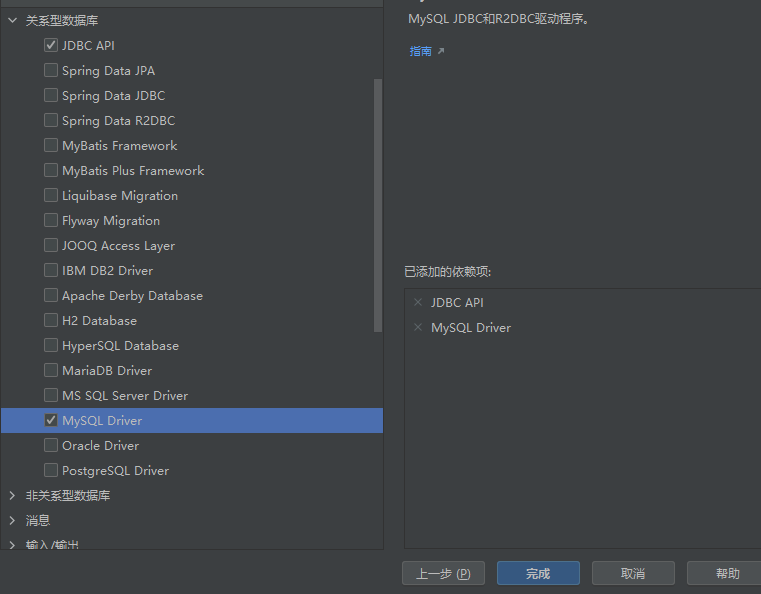 关系型数据库
JDBC API
Spring Data JPA
Spring Data JDBC
Spring Data R2DBC
MyBatis Framework
MyBatis Plus Framework
Liquibase Migration
Flyway Migration
JOOQ Access Layer
IBM DB2 Driver
Apache Derby Database
H2 Database
HyperSQL Database
MariaDB Driver
MS SQL Server Driver
MySQL Driver
Oracle Driver
PostgreSQL Driver
非关系型数据库
消息
输入/输出
MySQL JDBC和R2DBC驱动程序。
指南
已添加的依赖项:
JDBC API
MySQL Driver
上一步 (P)
完成
取消
帮助